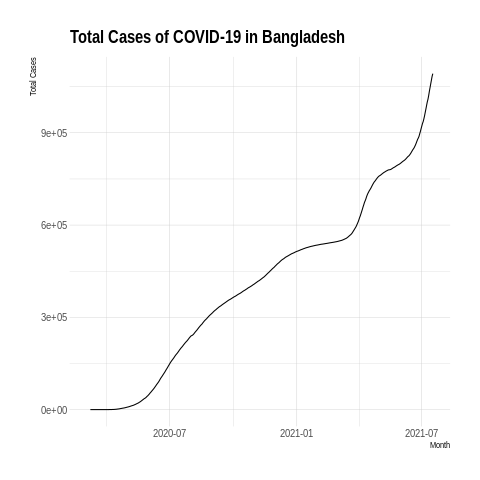 Total Cases of COVID-19 in Bangladesh
Total Cases
9e+05
6e+05
3e+05
0e+00
2020-07 2021-01 2021-07
Month